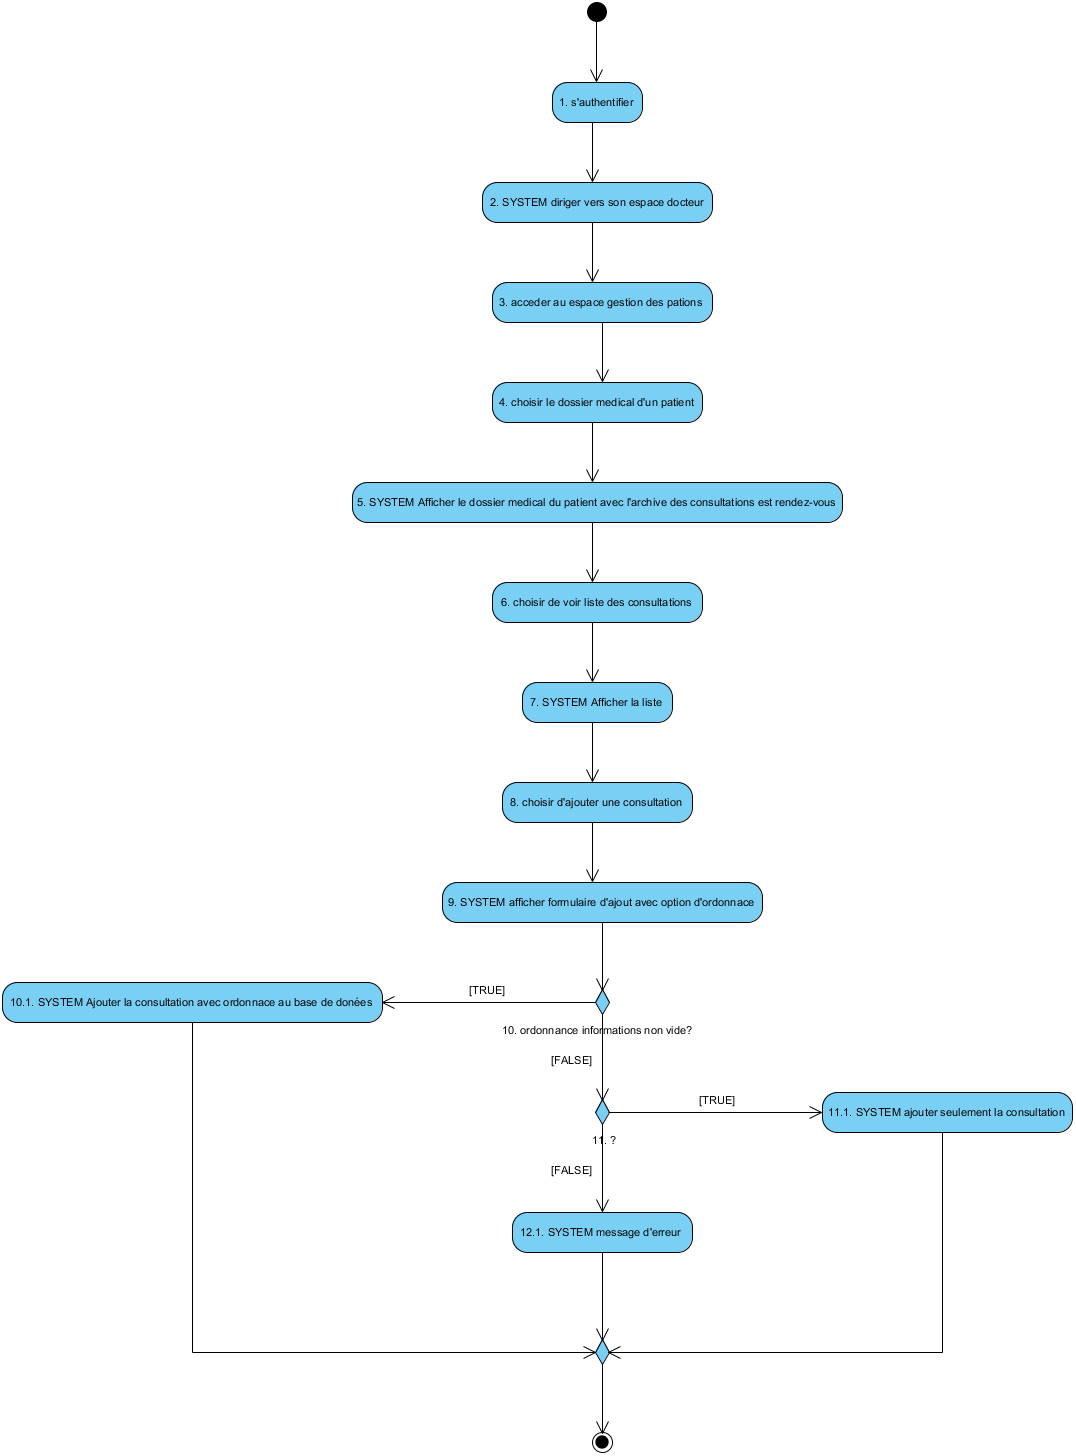 1. s'authentifier
2. SYSTEM diriger vers son espace docteur
3. acceder au espace gestion des pations
4. choisir le dossier medical d'un patient
5. SYSTEM Afficher le dossier medical du patient avec l'archive des consultations est rendez-vous
6. choisir de voir liste des consultations
7. SYSTEM Afficher la liste
8. choisir d'ajouter une consultation
9. SYSTEM afficher formulaire d'ajout avec option d'ordonnace
[TRUE]
10.1. SYSTEM Ajouter la consultation avec ordonnace au base de donées
10. ordonnance informations non vide?
[FALSE]
[TRUE]
11.1. SYSTEM ajouter seulement la consultation
11. ?
[FALSE]
12.1. SYSTEM message d'erreur